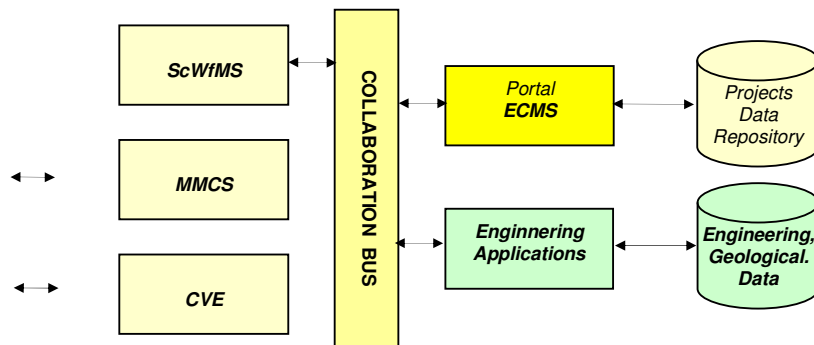 ScWfMS
MMCS
CVE
COLLABORATION BUS
Portal
ECMS
Projects
Data
Repository
Enginnering
Applications
Engineering,
Geological.
Data